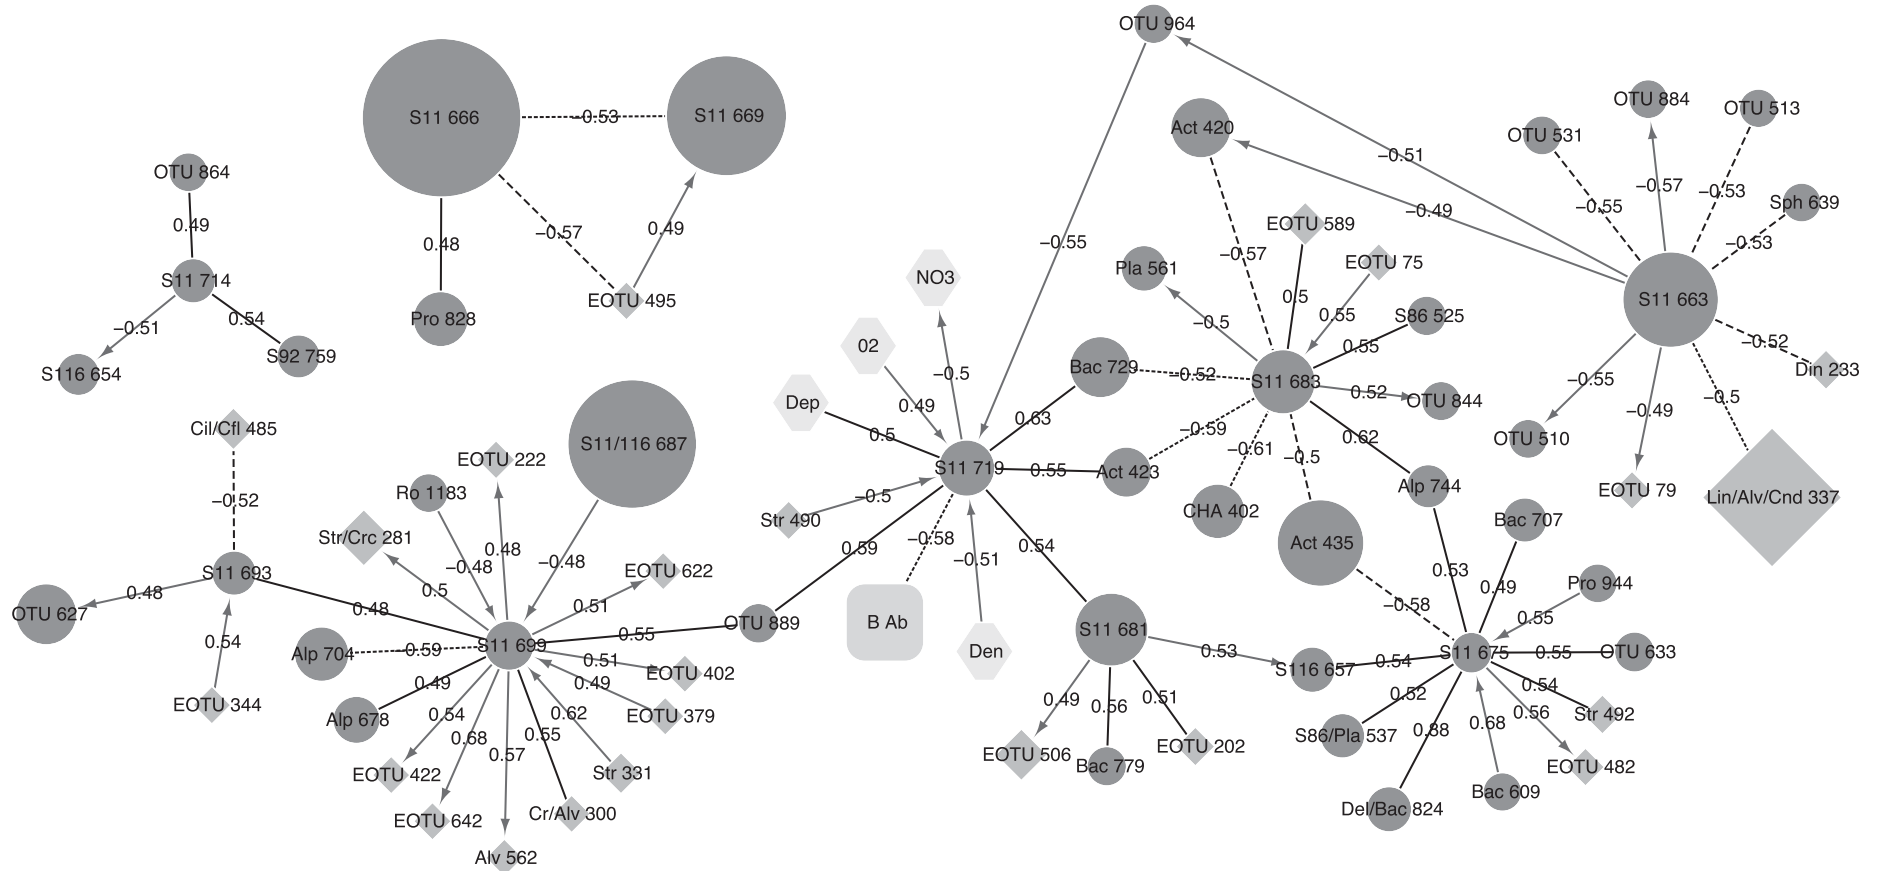 OTU 964
OTU 884
OTU 513
S11 666
−0.53
S11 669
Act 420
OTU 531
−0.51
OTU 864
−0.57
−0.53
Sph 639
−0.55
−0.49
0.49
EOTU 589
−0.57
0.49
−0.57
0.48
−0.55
−0.53
−0.57
EOTU 75
Pla 561
S11 714
NO3
0.5
S11 663
EOTU 495
Pro 828
0.54
−0.51
−0.5
0.55
S86 525
−0.52
02
0.55
S92 759
Bac 729
−0.52
S116 654
−0.5
S11 683
0.52
OTU 844
Din 233
−0.55
Dep
0.49
−0.5
−0.49
0.63
Cil/Cfl 485
0.5
−0.59
0.62
OTU 510
S11/116 687
−0.61
−0.5
EOTU 222
S11 719
0.55
Act 423
Ro 1183
Alp 744
EOTU 79
Lin/Alv/Cnd 337
−0.52
−0.5
Str 490
CHA 402
Bac 707
Str/Crc 281
−0.58
0.59
0.54
Act 435
0.48
−0.48
−0.51
−0.48
S11 693
EOTU 622
0.53
0.49
Pro 944
0.48
0.5
0.51
−0.58
0.48
OTU 627
0.55
B Ab
OTU 889
S11 681
0.54
0.55
S11 699
Den
Alp 704
−0.59
0.53
S11 675
0.55
OTU 633
0.51
EOTU 402
S116 657
0.54
0.49
0.49
0.54
0.52
EOTU 344
0.49
0.51
0.56
0.56
Str 492
Alp 678
0.54
0.62
EOTU 379
0.68
0.68
0.55
0.88
S86/Pla 537
0.57
EOTU 506
EOTU 202
Bac 779
EOTU 482
EOTU 422
Str 331
Bac 609
EOTU 642
Cr/Alv 300
Del/Bac 824
Alv 562